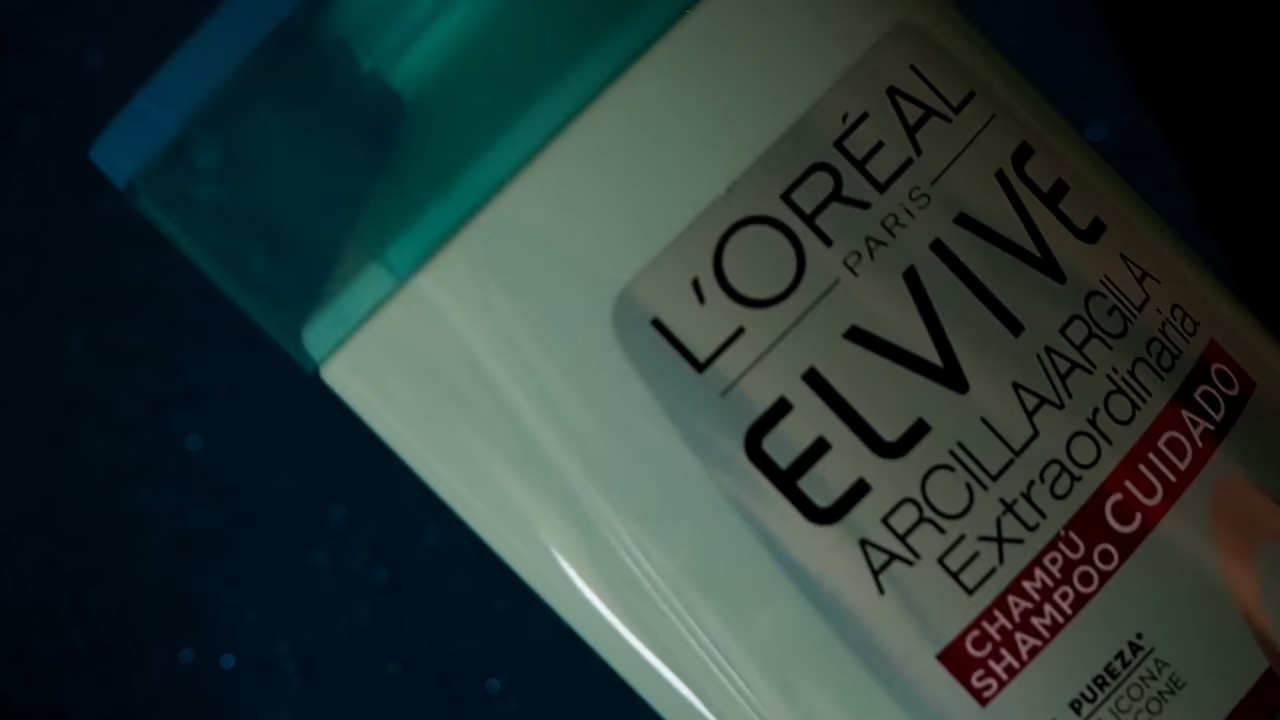 L'ORÉAL
PARIS
ELVIVE
ARCILLA/ARGILA
Extraordinaria
CHAMPÚ
SHAMPOO CUIDADO
PUREZA*